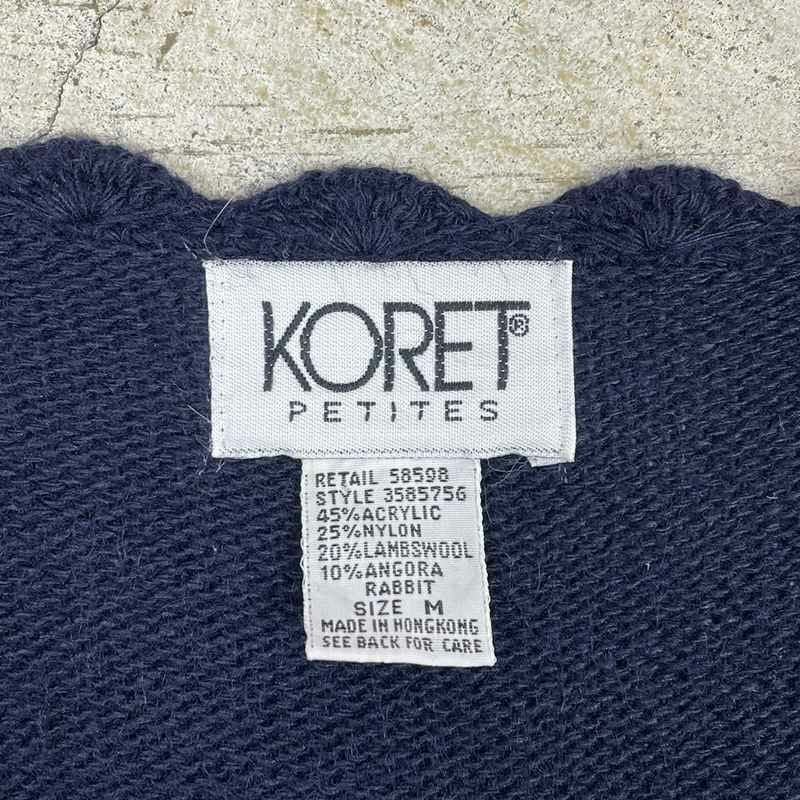 KORET®
PETITES
RETAIL 58598
STYLE 3585756
45%ACRYLIC
25%NYLON
20%LAMBSWOOL
10%ANGORA
RABBIT
SIZE M
MADE IN HONGKONG
SEE BACK FOR CARE